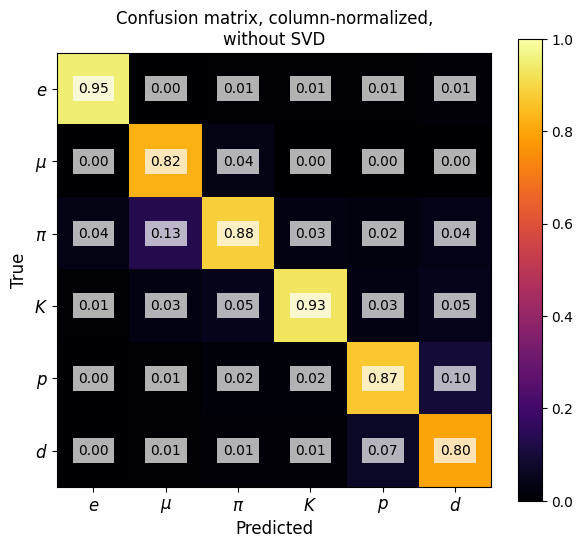 Confusion matrix, column-normalized,
without SVD
e 0.95 0.00 0.01 0.01 0.01 0.01
μ 0.00 0.82 0.04 0.00 0.00 0.00
π 0.04 0.13 0.88 0.03 0.02 0.04
K 0.01 0.03 0.05 0.93 0.03 0.05
p 0.00 0.01 0.02 0.02 0.87 0.10
d 0.00 0.01 0.01 0.01 0.07 0.80
e μ π K p d
Predicted
True
1.0
0.8
0.6
0.4
0.2
0.0